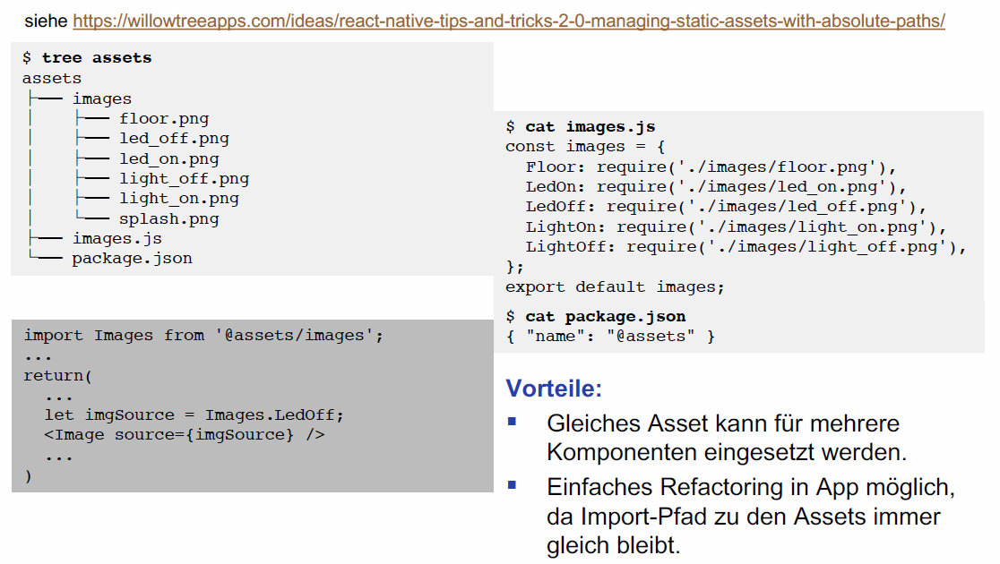 siehe https://willowtreeapps.com/ideas/react-native-tips-and-tricks-2-0-managing-static-assets-with-absolute-paths/
$ tree assets
assets
├── images
│   ├── floor.png
│   ├── led_off.png
│   ├── led_on.png
│   ├── light_off.png
│   ├── light_on.png
│   └── splash.png
├── images.js
└── package.json
import Images from '@assets/images';
...
return(
  ...
  let imgSource = Images.LedOff;
  <Image source={imgSource} />
  ...
)
$ cat images.js
const images = {
  Floor: require('./images/floor.png'),
  LedOn: require('./images/led_on.png'),
  LedOff: require('./images/led_off.png'),
  LightOn: require('./images/light_on.png'),
  LightOff: require('./images/light_off.png'),
};
export default images;
$ cat package.json
{ "name": "@assets" }
Vorteile:
▪ Gleiches Asset kann für mehrere
Komponenten eingesetzt werden.
▪ Einfaches Refactoring in App möglich,
da Import-Pfad zu den Assets immer
gleich bleibt.